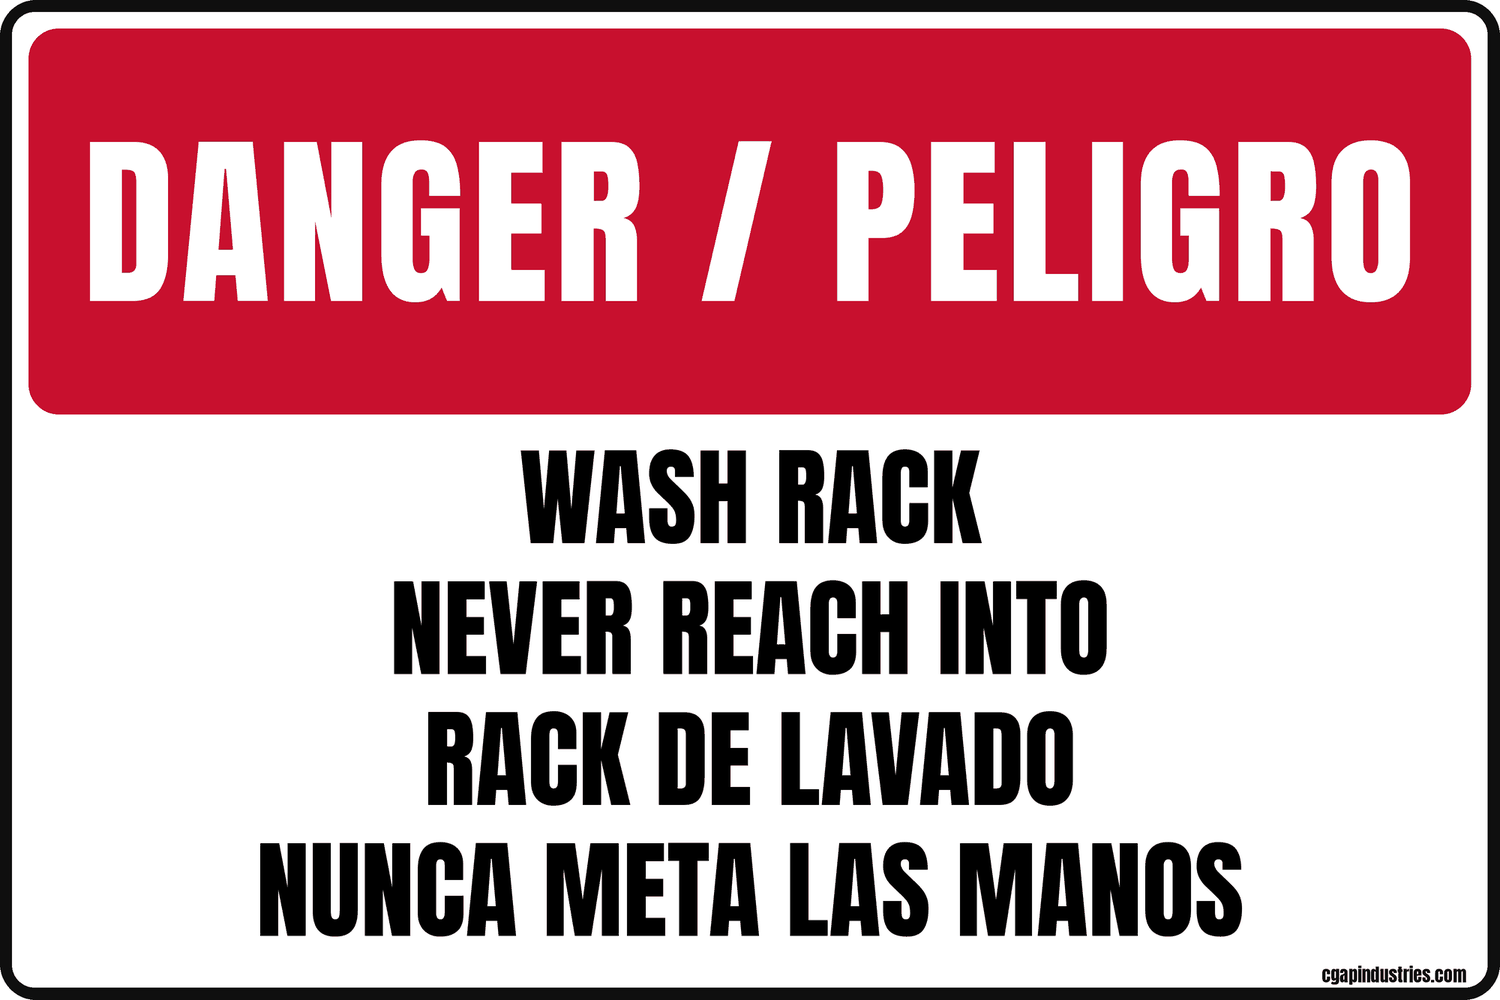 DANGER / PELIGRO
WASH RACK
NEVER REACH INTO
RACK DE LAVADO
NUNCA META LAS MANOS
cgapindustries.com